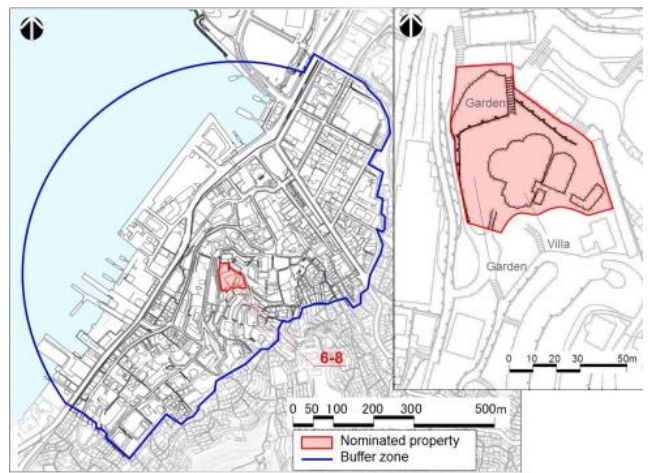 Garden
Villa
Garden
0 10 20 30 50m
6-8
0 50 100 200 300 500m
Nominated property
Buffer zone